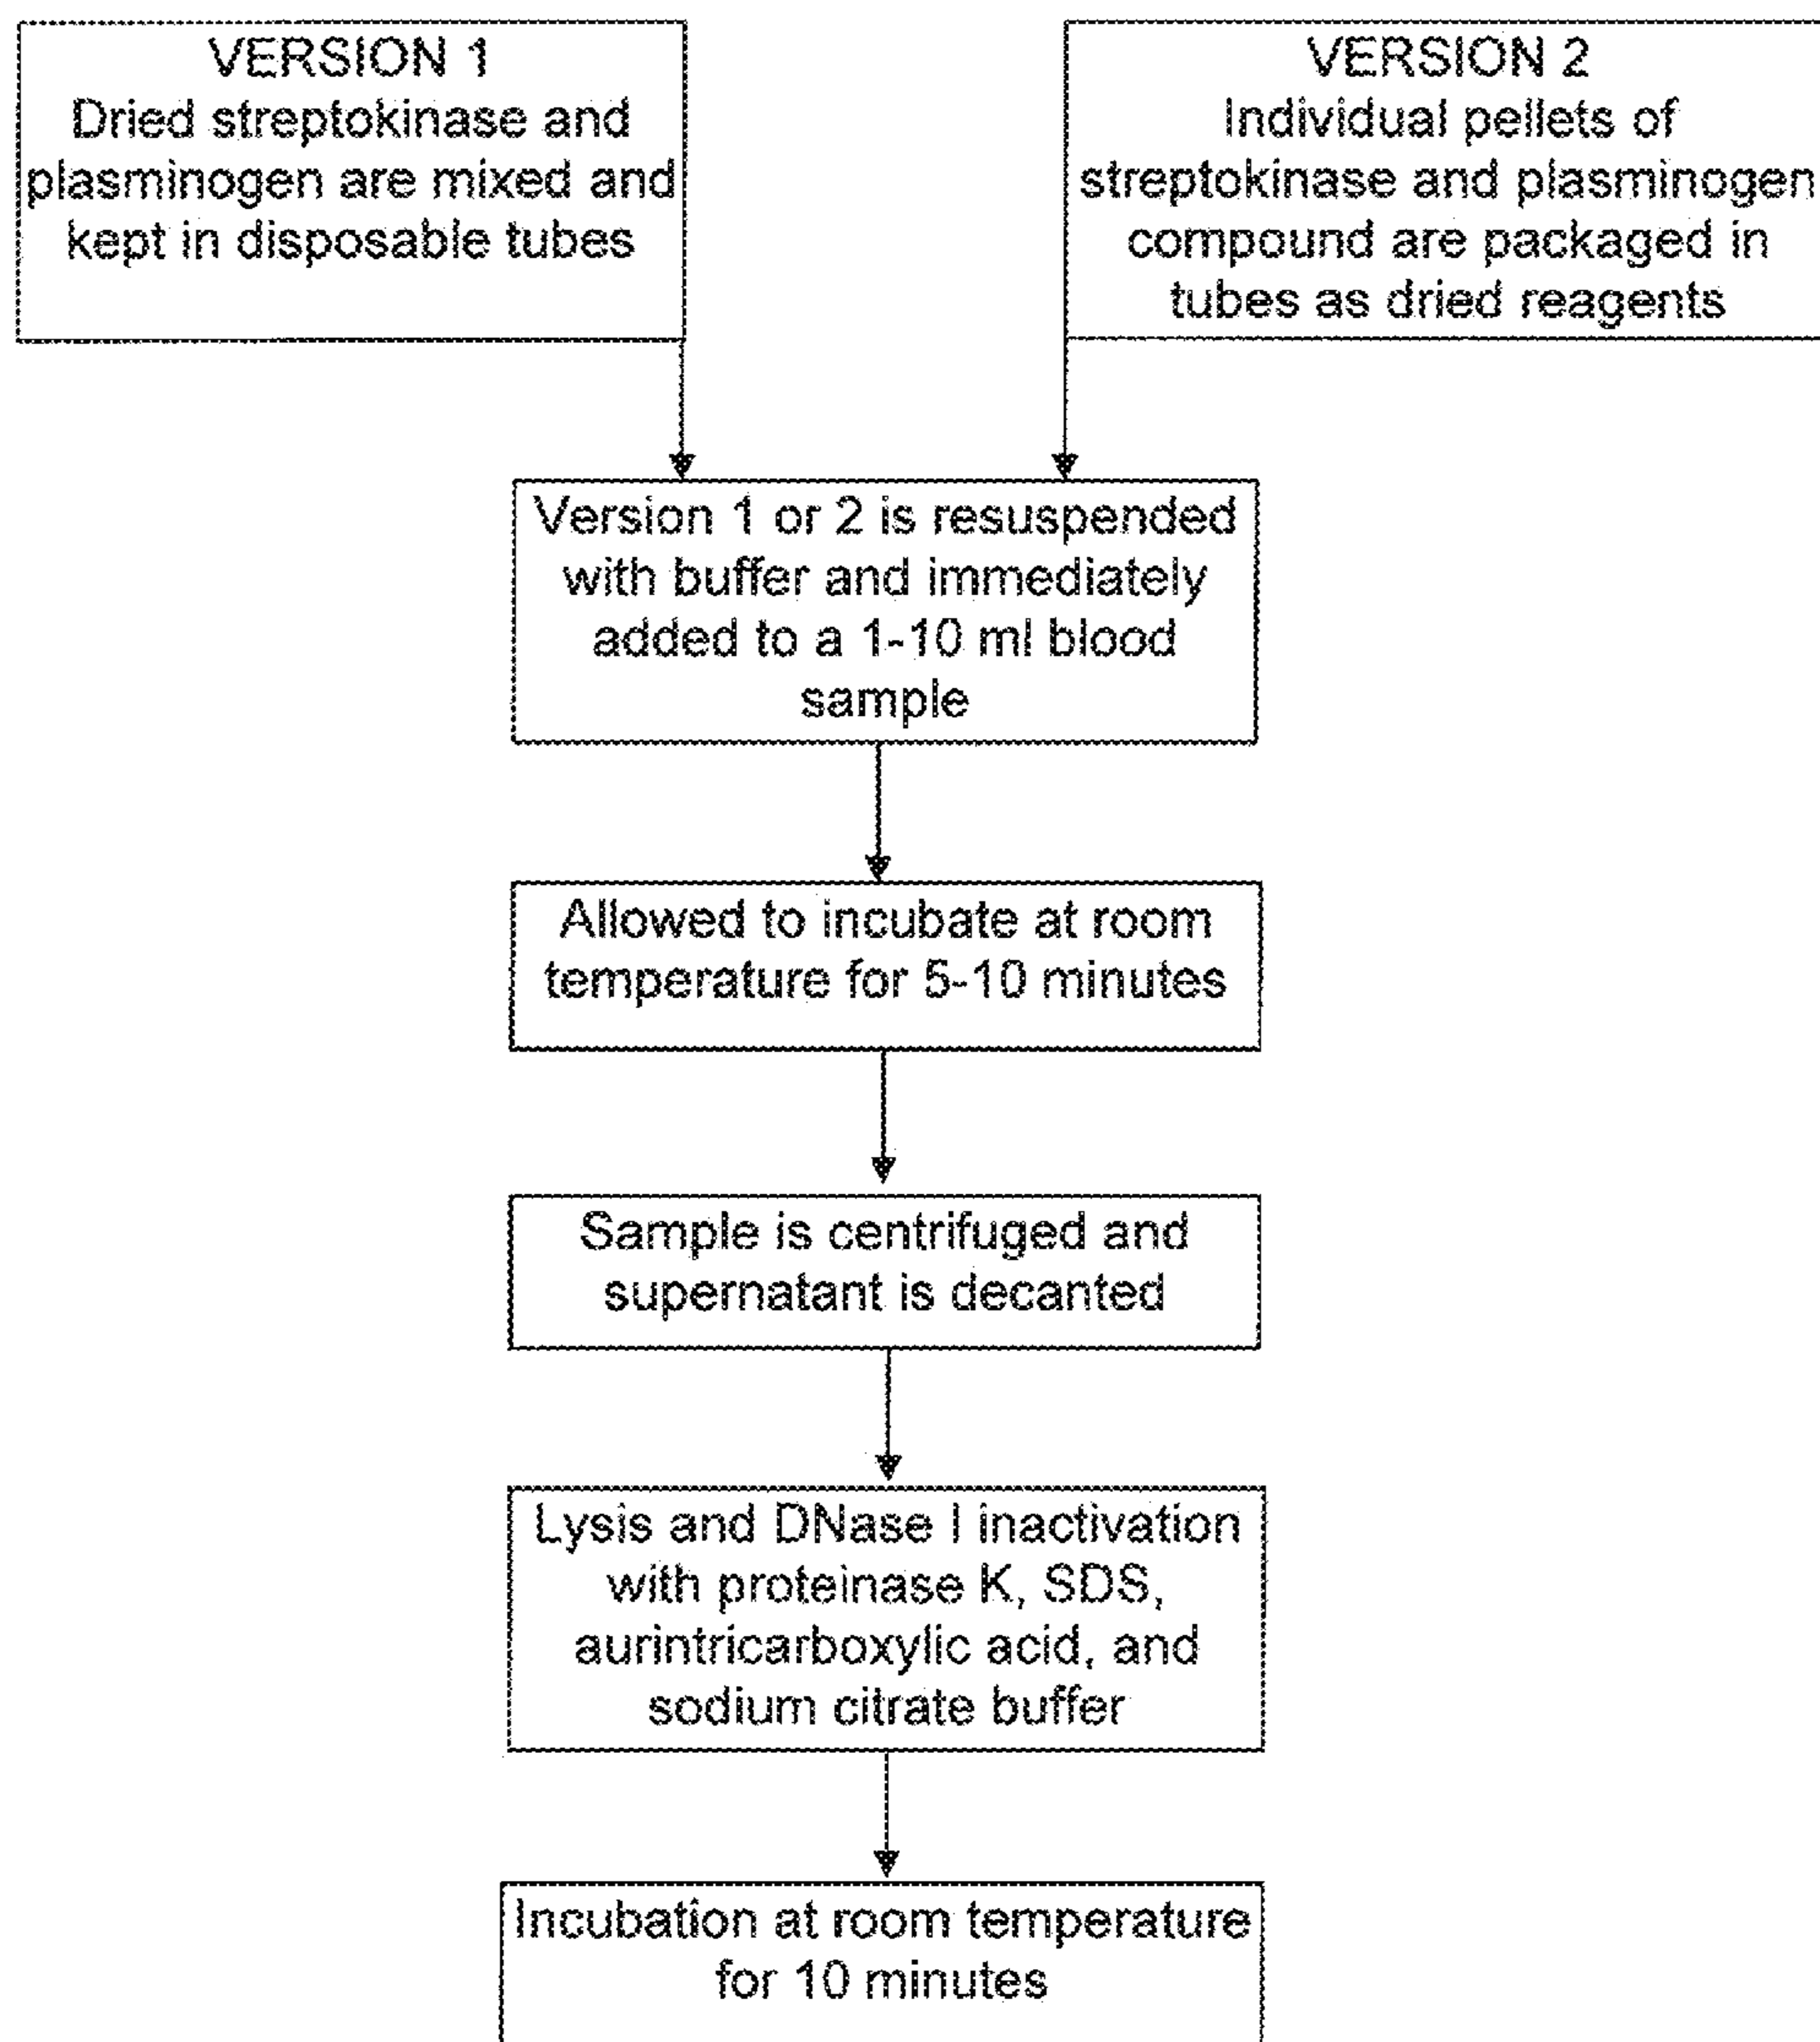 VERSION 1
Dried streptokinase and
plasminogen are mixed and
kept in disposable tubes
VERSION 2
Individual pellets of
streptokinase and plasminogen
compound are packaged in
tubes as dried reagents
Version 1 or 2 is resuspended
with buffer and immediately
added to a 1-10 ml blood
sample
Allowed to incubate at room
temperature for 5-10 minutes
Sample is centrifuged and
supernatant is decanted
Lysis and DNase I inactivation
with proteinase K, SDS,
aurintricarboxylic acid, and
sodium citrate buffer
Incubation at room temperature
for 10 minutes